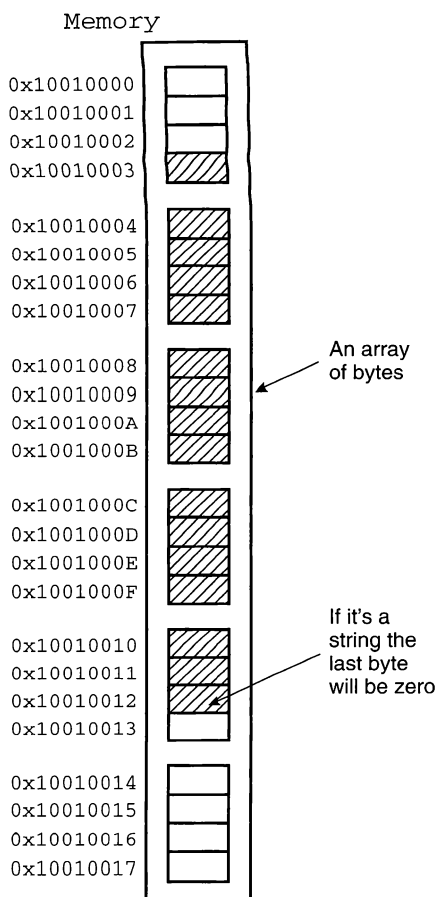 Memory
0x10010000
0x10010001
0x10010002
0x10010003
0x10010004
0x10010005
0x10010006
0x10010007
0x10010008
0x10010009
0x1001000A
0x1001000B
An array
of bytes
0x1001000C
0x1001000D
0x1001000E
0x1001000F
0x10010010
0x10010011
0x10010012
0x10010013
If it's a
string the
last byte
will be zero
0x10010014
0x10010015
0x10010016
0x10010017